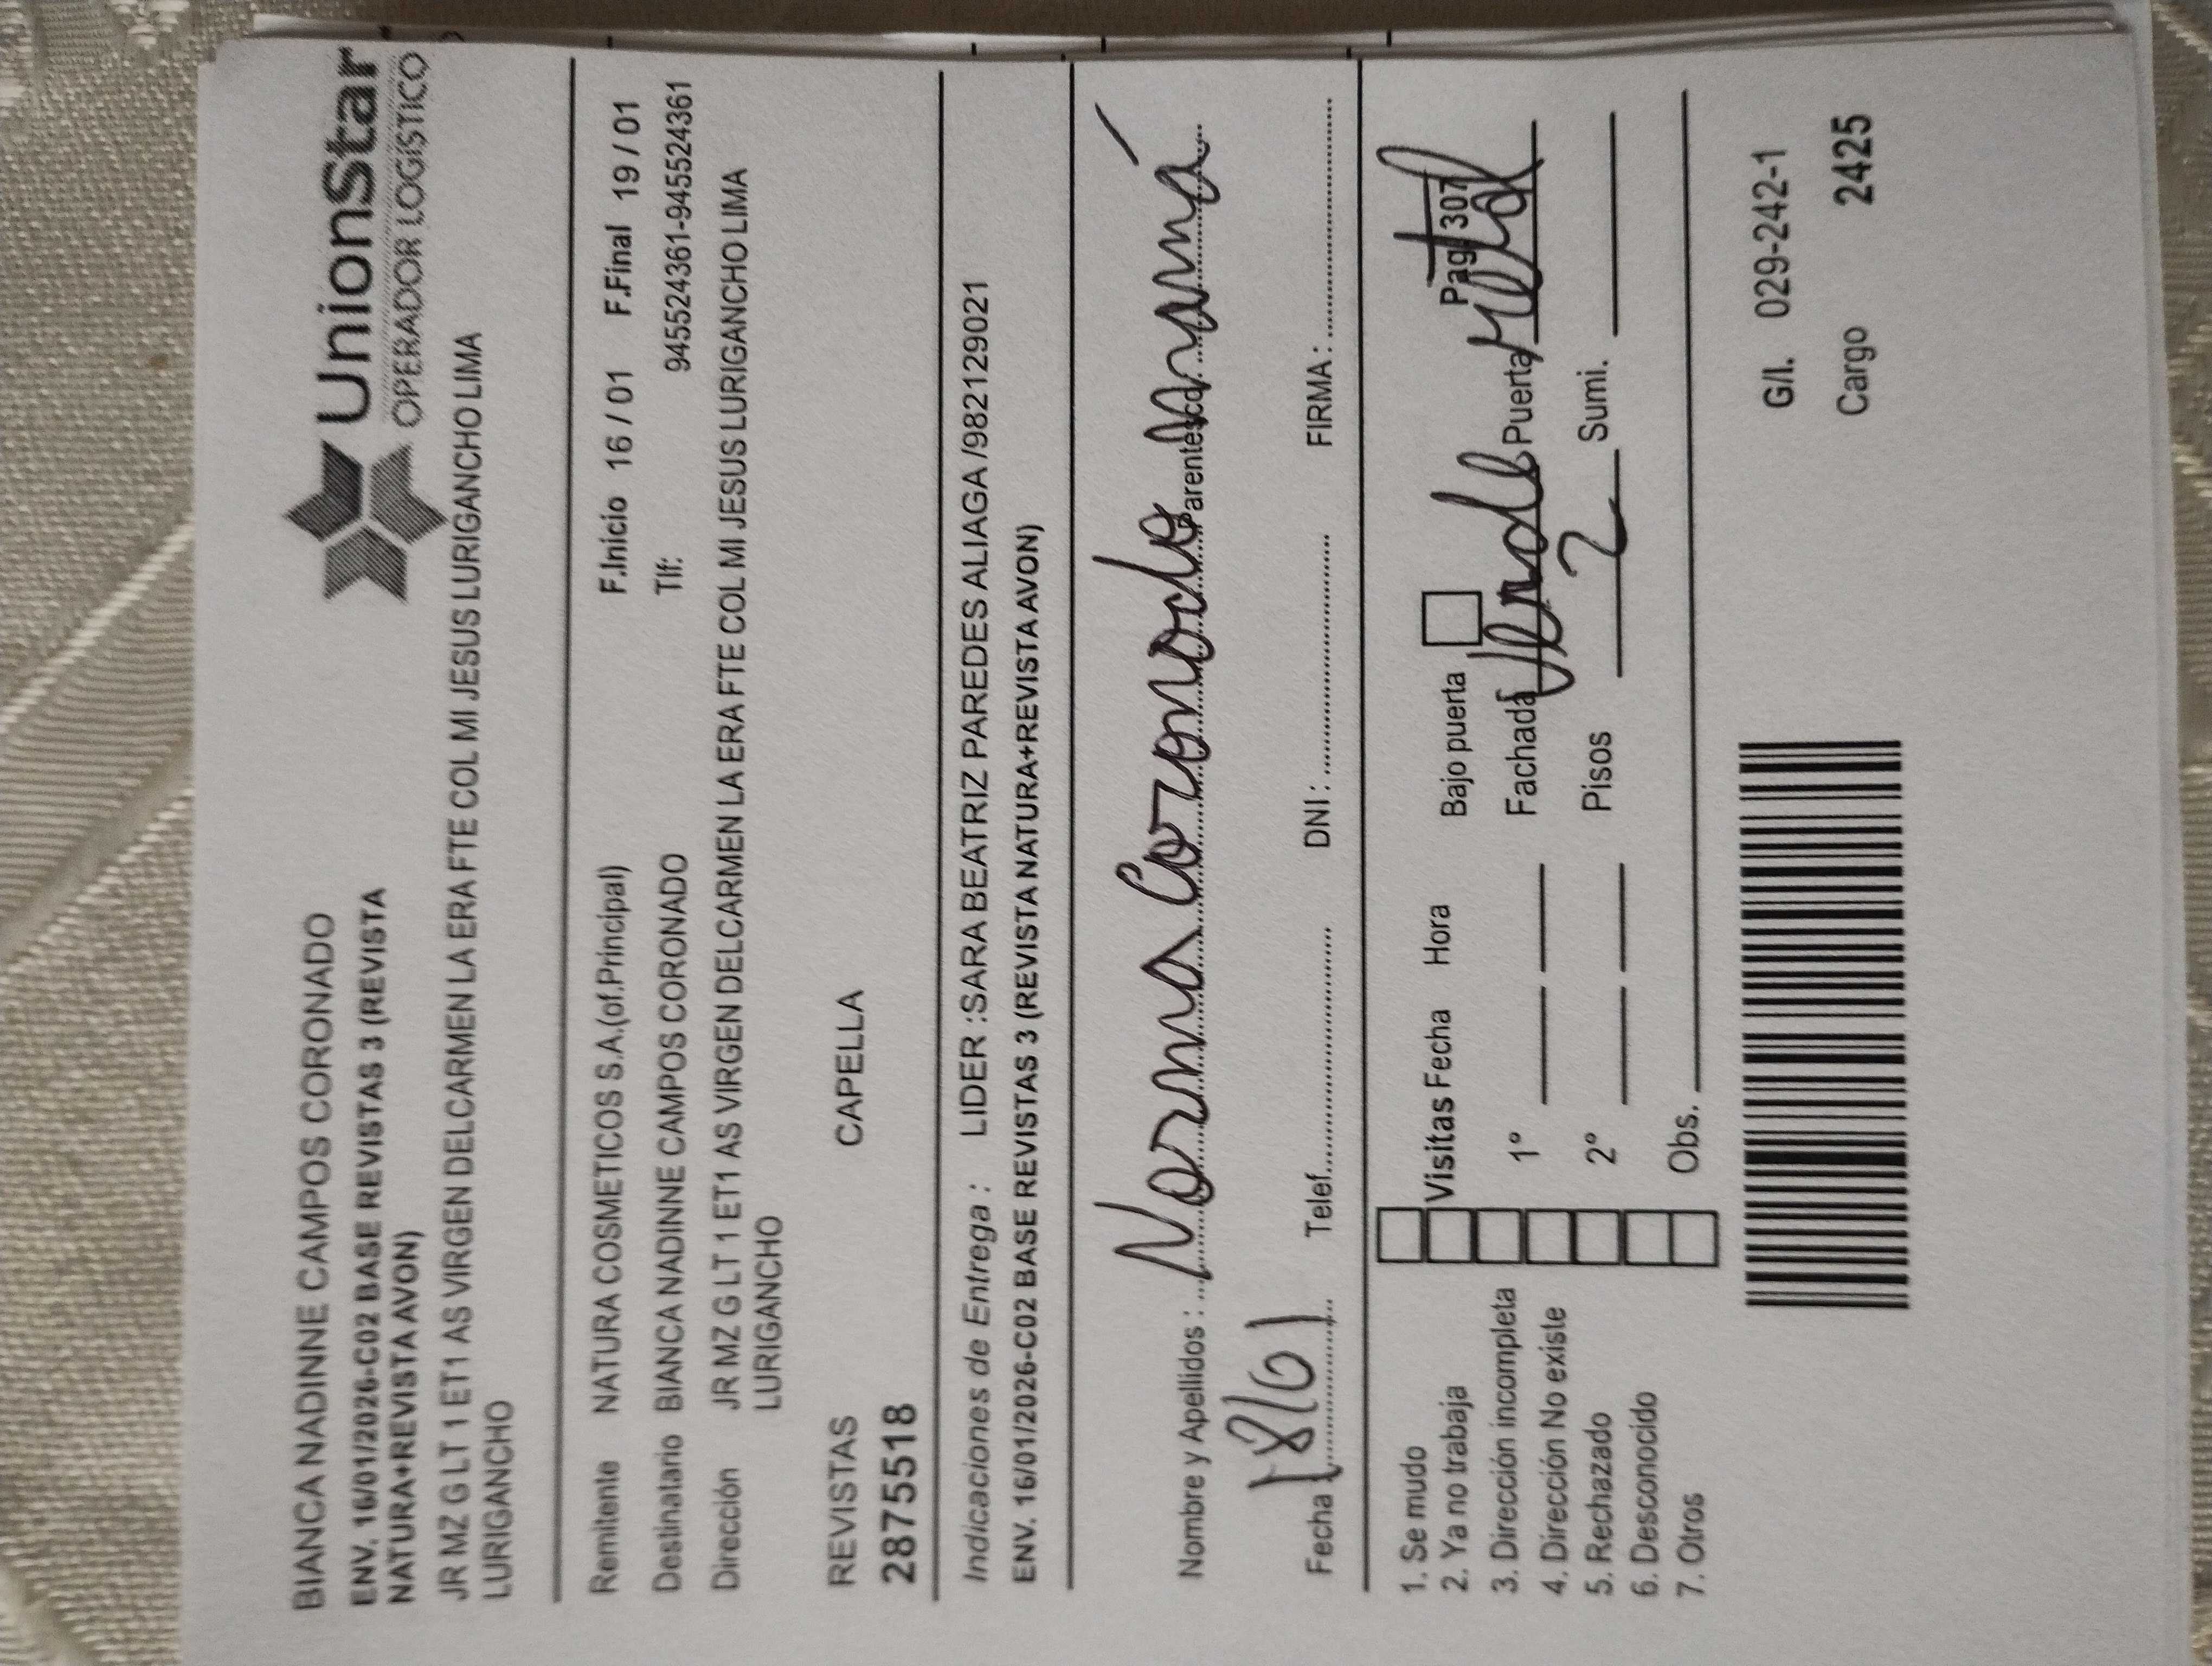 BIANCA NADINNE CAMPOS CORONADO
UnionStar
OPERADOR LOGÍSTICO
ENV. 16/01/2026-C02 BASE REVISTAS 3 (REVISTA
NATURA+REVISTA AVON)
JR MZ G LT 1 ET1 AS VIRGEN DELCARMEN LA ERA FTE COL MI JESUS LURIGANCHO LIMA
LURIGANCHO
Remitente NATURA COSMETICOS S.A.(of.Principal) F.Inicio 16 / 01 F.Final 19 / 01
Destinatario BIANCA NADINNE CAMPOS CORONADO Tlf: 945524361-945524361
Dirección JR MZ G LT 1 ET1 AS VIRGEN DELCARMEN LA ERA FTE COL MI JESUS LURIGANCHO LIMA
LURIGANCHO
REVISTAS CAPELLA
28755518
Indicaciones de Entrega : LIDER :SARA BEATRIZ PAREDES ALIAGA /982129021
ENV. 16/01/2026-C02 BASE REVISTAS 3 (REVISTA NATURA+REVISTA AVON)
Nombre y Apellidos : Norma Coronado Parentesco mamá
Fecha 18/01 Telef. DNI : FIRMA :
1. Se mudo
2. Ya no trabaja Visitas Fecha Hora Bajo puerta Pag. 307
3. Dirección incompleta 1° Fachada Verde Puerta Metal
4. Dirección No existe
5. Rechazado 2° Pisos 2 Sumi.
6. Desconocido
7. Otros Obs.
G/I. 029-242-1
Cargo 2425